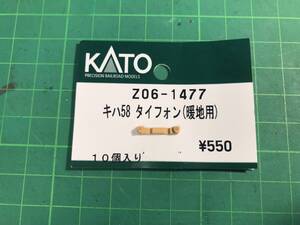 KATO
PRECISION RAILROAD MODELS
Z06-1477
キハ58 タイフォン(暖地用)
¥550
10個入り